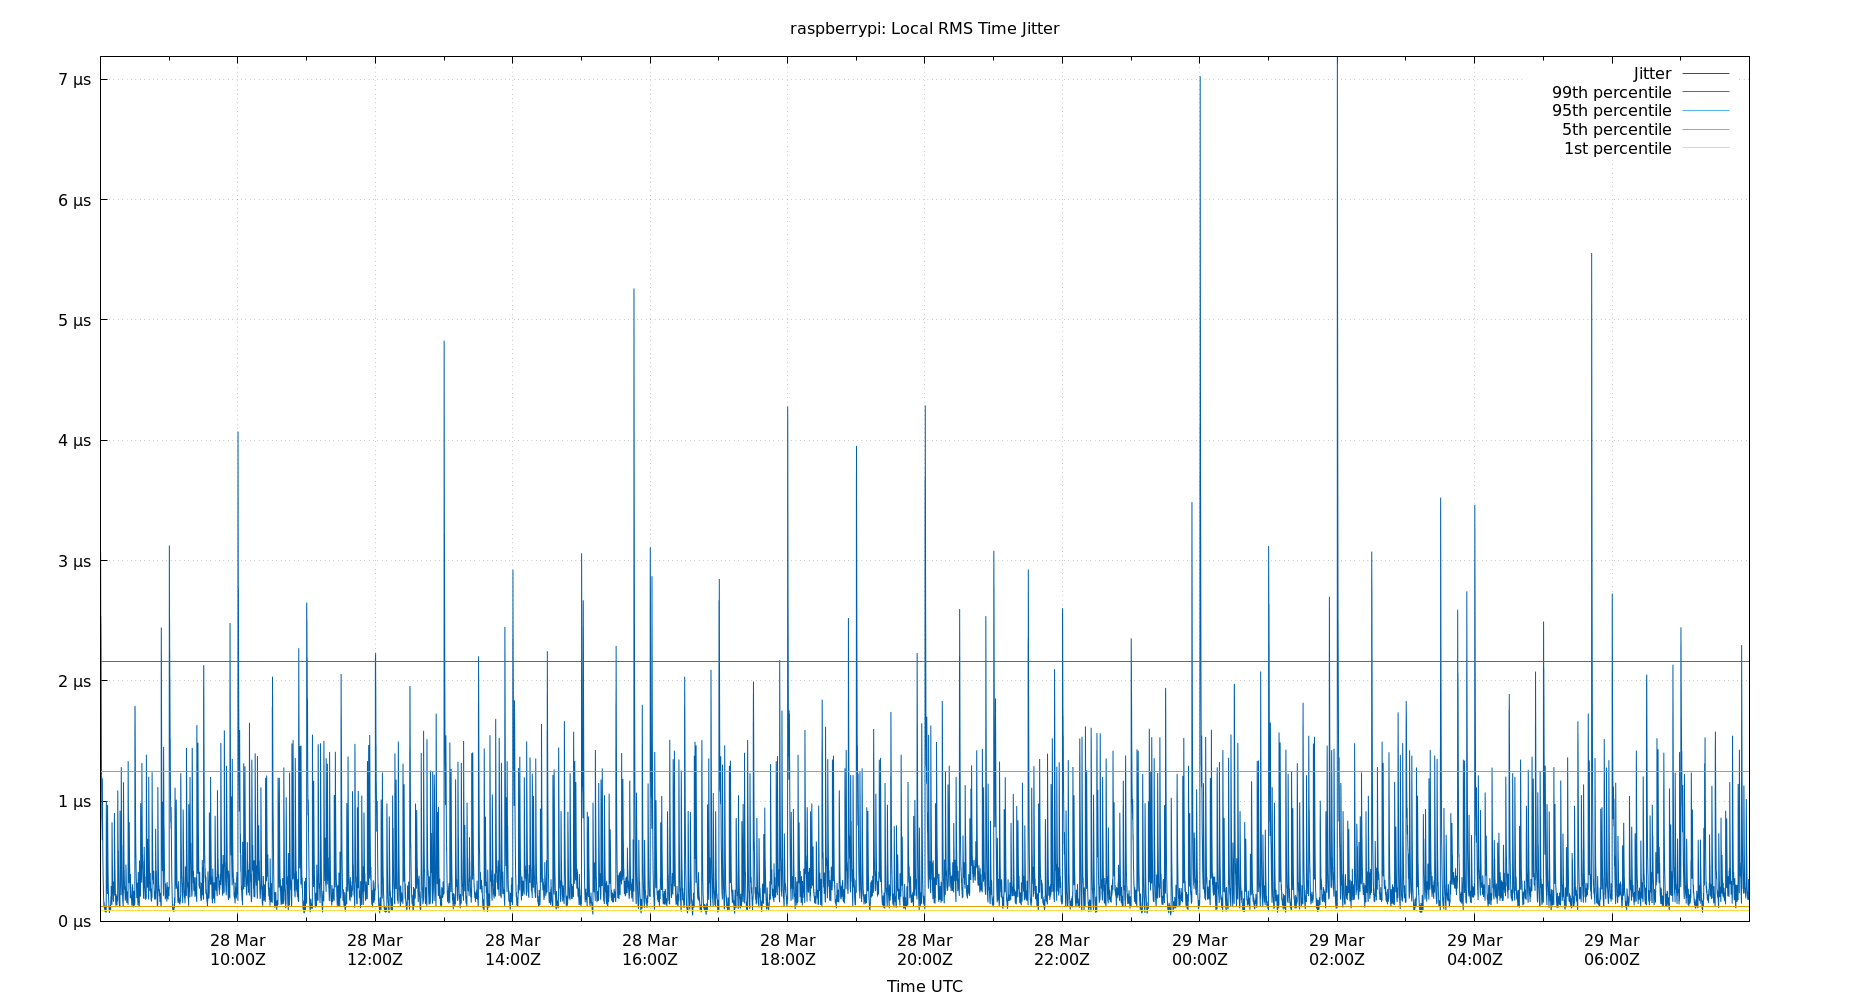 raspberrypi: Local RMS Time Jitter
7 µs
6 µs
5 µs
4 µs
3 µs
2 µs
1 µs
0 µs
Jitter
99th percentile
95th percentile
5th percentile
1st percentile
28 Mar 28 Mar 28 Mar 28 Mar 28 Mar 28 Mar 28 Mar 29 Mar 29 Mar 29 Mar 29 Mar
10:00Z 12:00Z 14:00Z 16:00Z 18:00Z 20:00Z 22:00Z 00:00Z 02:00Z 04:00Z 06:00Z
Time UTC